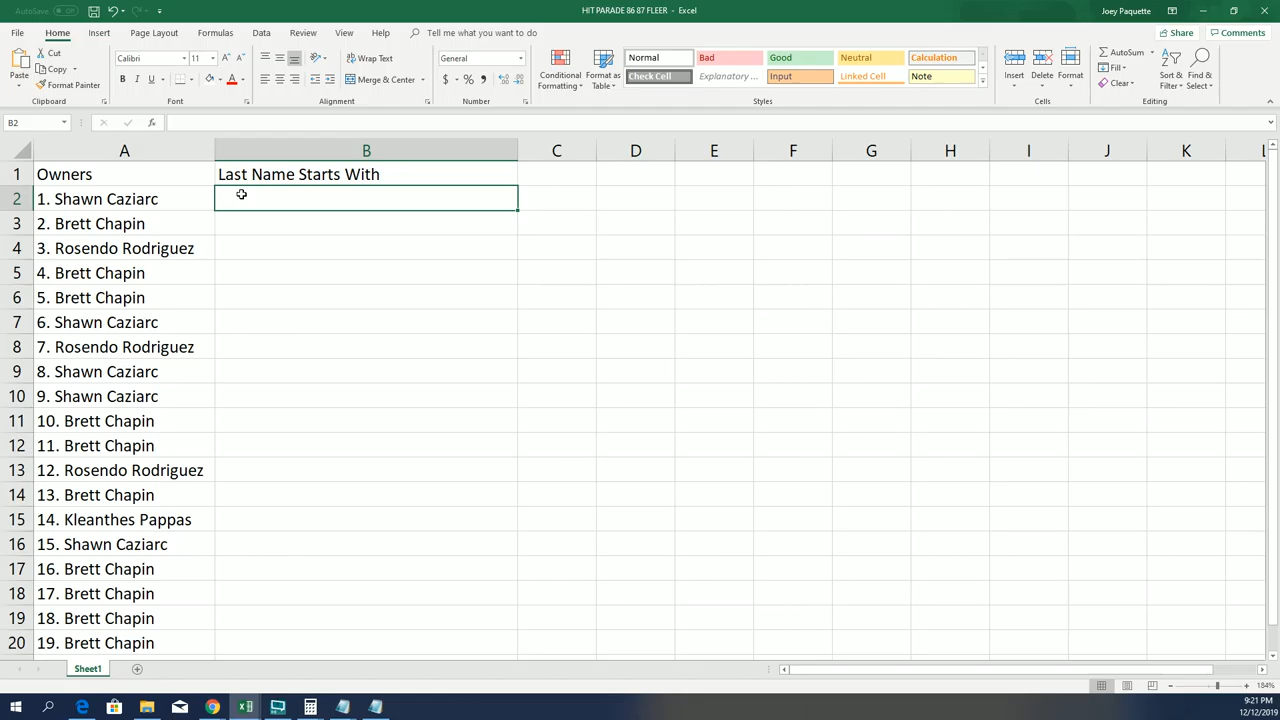 AutoSave Off
HIT PARADE 86 87 FLEER - Excel
Joey Paquette
File Home Insert Page Layout Formulas Data Review View Help Tell me what you want to do
Share Comments
Paste
Cut
Copy
Format Painter
Calibri 11
B I U
Wrap Text
Merge & Center
General
$ % ,
Conditional Formatting
Format as Table
Normal Bad Good Neutral Calculation
Check Cell Explanatory ... Input Linked Cell Note
Insert Delete Format
AutoSum
Fill
Clear
Sort & Filter
Find & Select
Clipboard Font Alignment Number Styles Cells Editing
B2 fx
A B C D E F G H I J K L
1 Owners Last Name Starts With
2 1. Shawn Caziarc
3 2. Brett Chapin
4 3. Rosendo Rodriguez
5 4. Brett Chapin
6 5. Brett Chapin
7 6. Shawn Caziarc
8 7. Rosendo Rodriguez
9 8. Shawn Caziarc
10 9. Shawn Caziarc
11 10. Brett Chapin
12 11. Brett Chapin
13 12. Rosendo Rodriguez
14 13. Brett Chapin
15 14. Kleanthes Pappas
16 15. Shawn Caziarc
17 16. Brett Chapin
18 17. Brett Chapin
19 18. Brett Chapin
20 19. Brett Chapin
Sheet1
184%
9:21 PM
12/12/2019